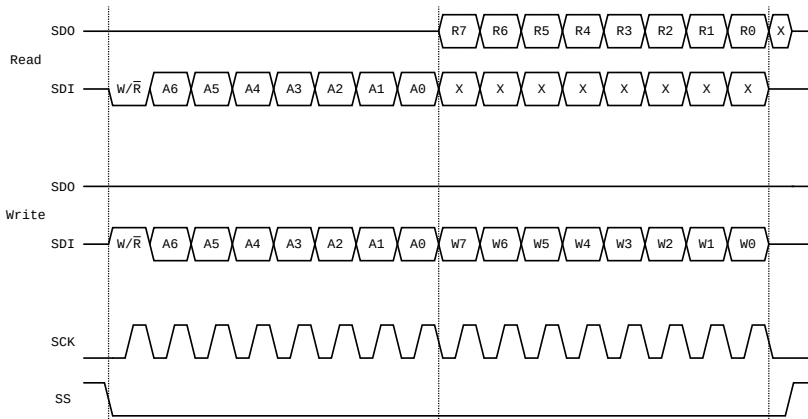 SDO R7 R6 R5 R4 R3 R2 R1 R0 X
Read
SDI W/R̅ A6 A5 A4 A3 A2 A1 A0 X X X X X X X X
SDO
Write
SDI W/R̅ A6 A5 A4 A3 A2 A1 A0 W7 W6 W5 W4 W3 W2 W1 W0
SCK
SS